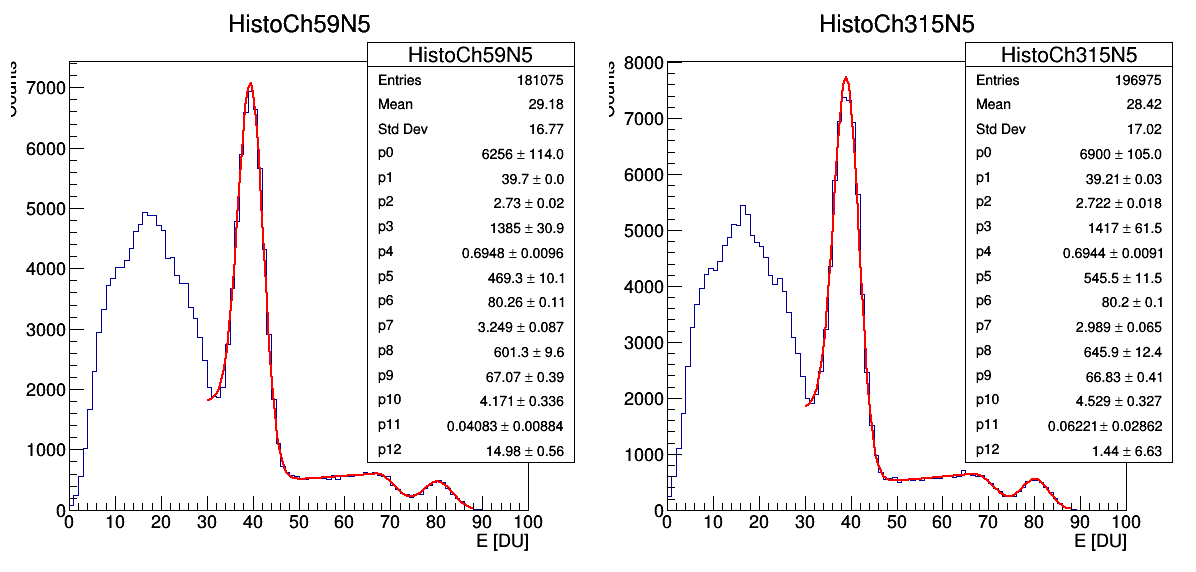 HistoCh59N5
HistoCh59N5
Entries 181075
Mean 29.18
Std Dev 16.77
p0 6256 ± 114.0
p1 39.7 ± 0.0
p2 2.73 ± 0.02
p3 1385 ± 30.9
p4 0.6948 ± 0.0096
p5 469.3 ± 10.1
p6 80.26 ± 0.11
p7 3.249 ± 0.087
p8 601.3 ± 9.6
p9 67.07 ± 0.39
p10 4.171 ± 0.336
p11 0.04083 ± 0.00884
p12 14.98 ± 0.56
7000
6000
5000
4000
3000
2000
1000
0
0 10 20 30 40 50 60 70 80 90 100
E [DU]
HistoCh315N5
HistoCh315N5
Entries 196975
Mean 28.42
Std Dev 17.02
p0 6900 ± 105.0
p1 39.21 ± 0.03
p2 2.722 ± 0.018
p3 1417 ± 61.5
p4 0.6944 ± 0.0091
p5 545.5 ± 11.5
p6 80.2 ± 0.1
p7 2.989 ± 0.065
p8 645.9 ± 12.4
p9 66.83 ± 0.41
p10 4.529 ± 0.327
p11 0.06221 ± 0.02862
p12 1.44 ± 6.63
8000
7000
6000
5000
4000
3000
2000
1000
0
0 10 20 30 40 50 60 70 80 90 100
E [DU]